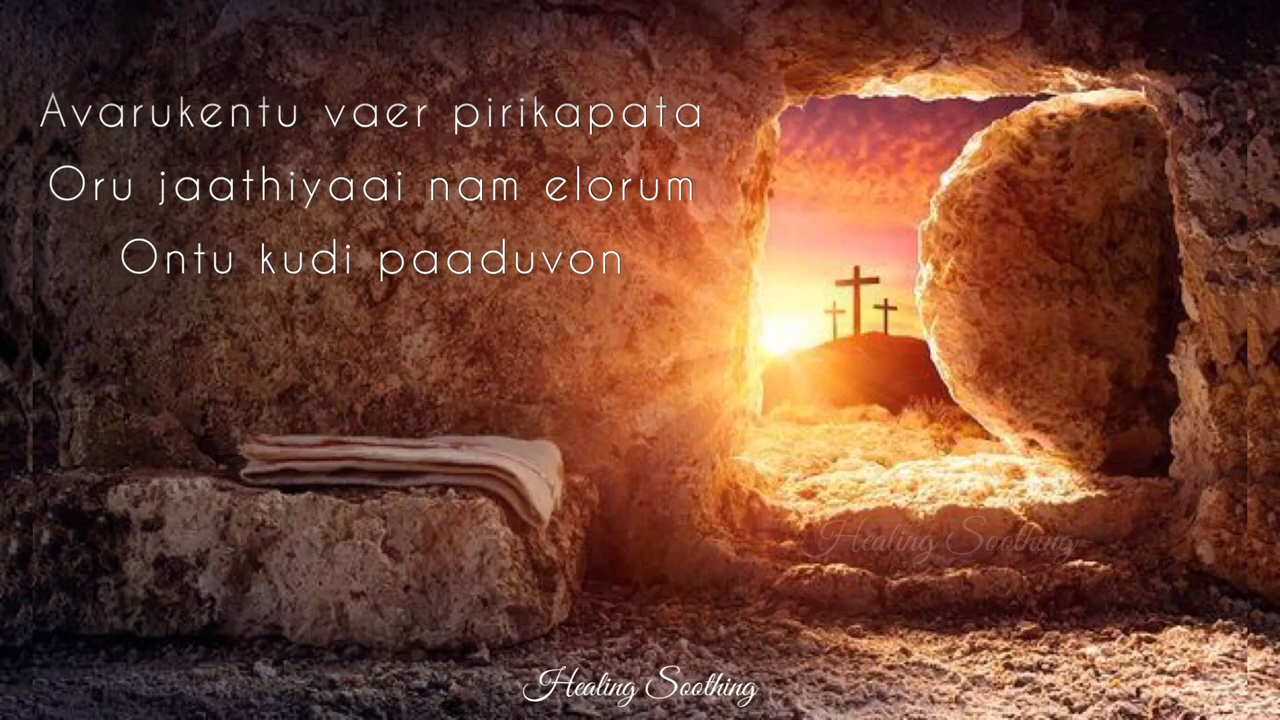 Avarukentu vaer pirikapata
Oru jaathiyaai nam elorum
Ontu kudi paaduvon
Healing Soothing
Healing Soothing